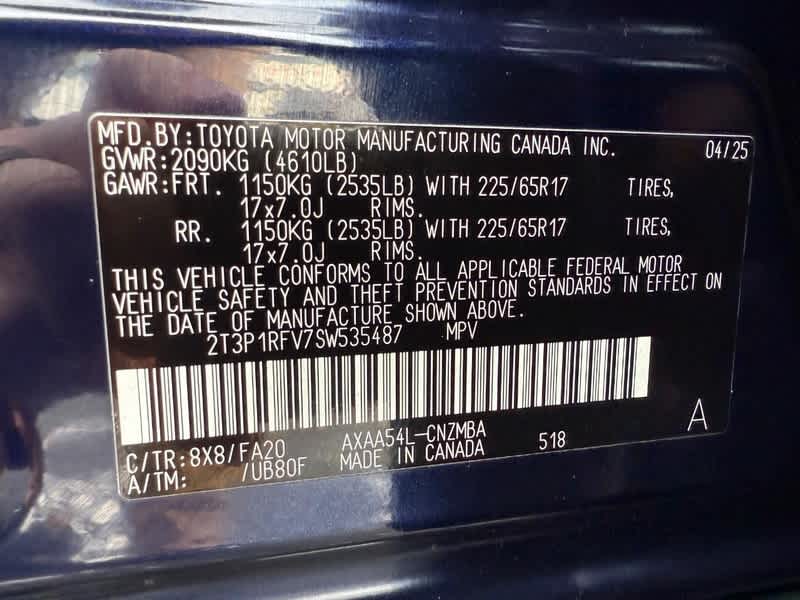 MFD.BY:TOYOTA MOTOR MANUFACTURING CANADA INC. 04/25
GVWR:2090KG (4610LB)
GAWR:FRT. 1150KG (2535LB) WITH 225/65R17 TIRES,
17x7.0J RIMS.
RR. 1150KG (2535LB) WITH 225/65R17 TIRES,
17x7.0J RIMS.
THIS VEHICLE CONFORMS TO ALL APPLICABLE FEDERAL MOTOR
VEHICLE SAFETY AND THEFT PREVENTION STANDARDS IN EFFECT ON
THE DATE OF MANUFACTURE SHOWN ABOVE.
2T3P1RFV7SW535487 MPV
C/TR:8X8/FA20 AXAA54L-CNZMBA 518 A
A/TM: /UB80F MADE IN CANADA